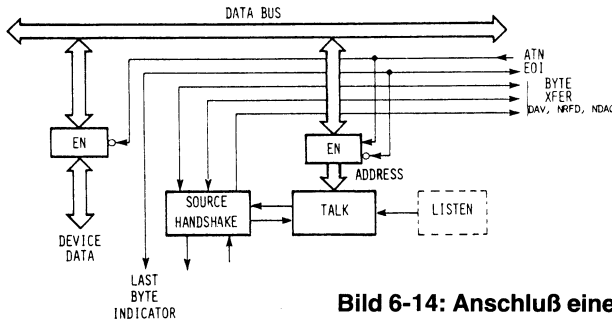 DATA BUS
ATN
EOI
BYTE
XFER
DAV, NRFD, NDAC
EN
EN
ADDRESS
SOURCE
HANDSHAKE
TALK
LISTEN
DEVICE
DATA
LAST
BYTE
INDICATOR
Bild 6-14: Anschluß eine